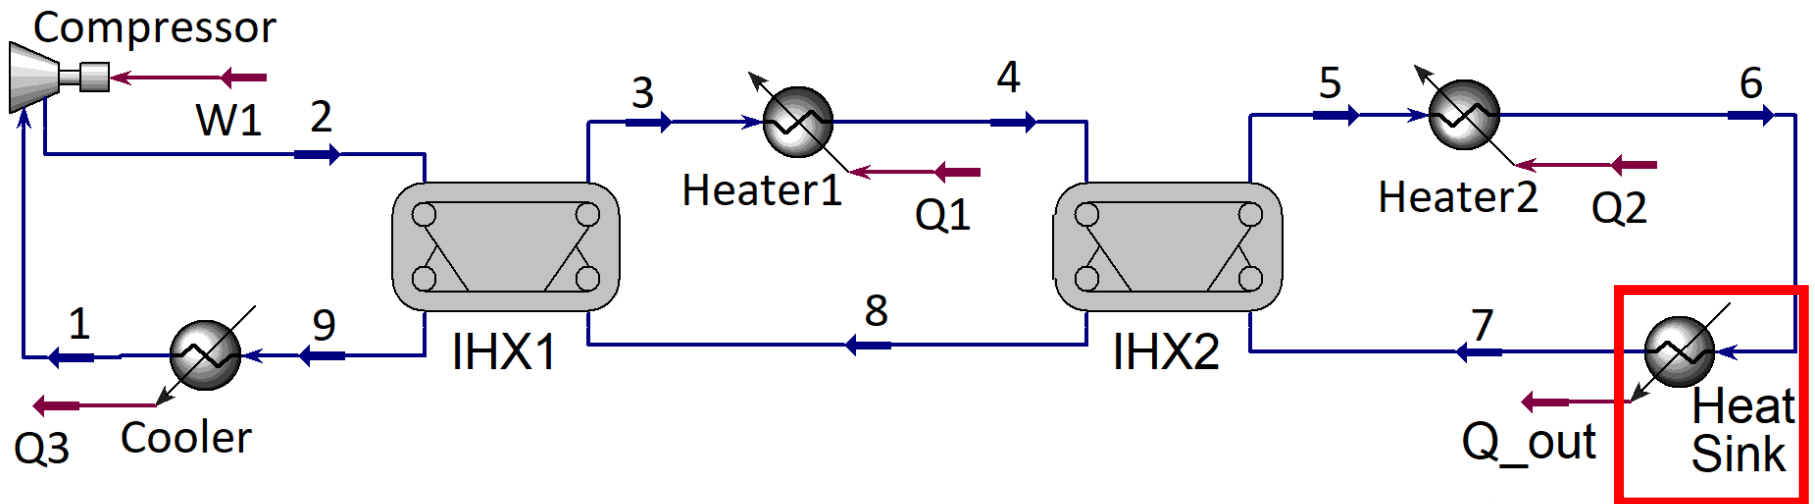 Compressor
W1
2
3
4
5
6
Heater1
Q1
Heater2
Q2
1
9
IHX1
8
IHX2
7
Q3
Cooler
Q_out
Heat
Sink